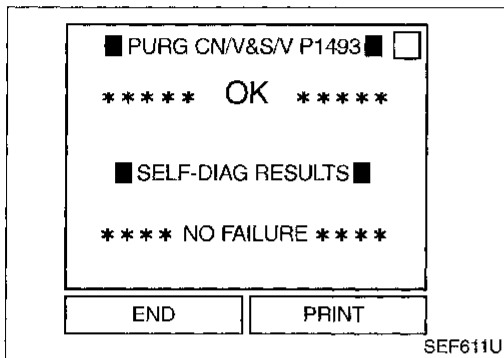 ■ PURG CN/V&S/V P1493 ■
***** OK *****
■ SELF-DIAG RESULTS ■
**** NO FAILURE ****
END PRINT
SEF611U